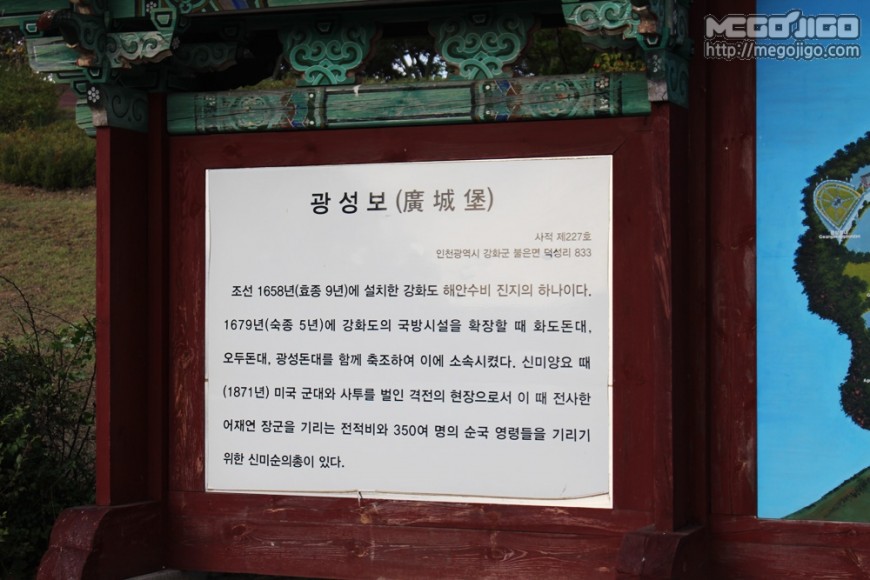 MEGOJIGO
http://megojigo.com
광성보(廣城堡)
사적 제227호
인천광역시 강화군 불은면 덕성리 833
조선 1658년(효종 9년)에 설치한 강화도 해안수비 진지의 하나이다.
1679년(숙종 5년)에 강화도의 국방시설을 확장할 때 화도돈대,
오두돈대, 광성돈대를 함께 축조하여 이에 소속시켰다. 신미양요 때
(1871년) 미국 군대와 사투를 벌인 격전의 현장으로서 이 때 전사한
어재연 장군을 기리는 전적비와 350여 명의 순국 영령들을 기리기
위한 신미순의총이 있다.